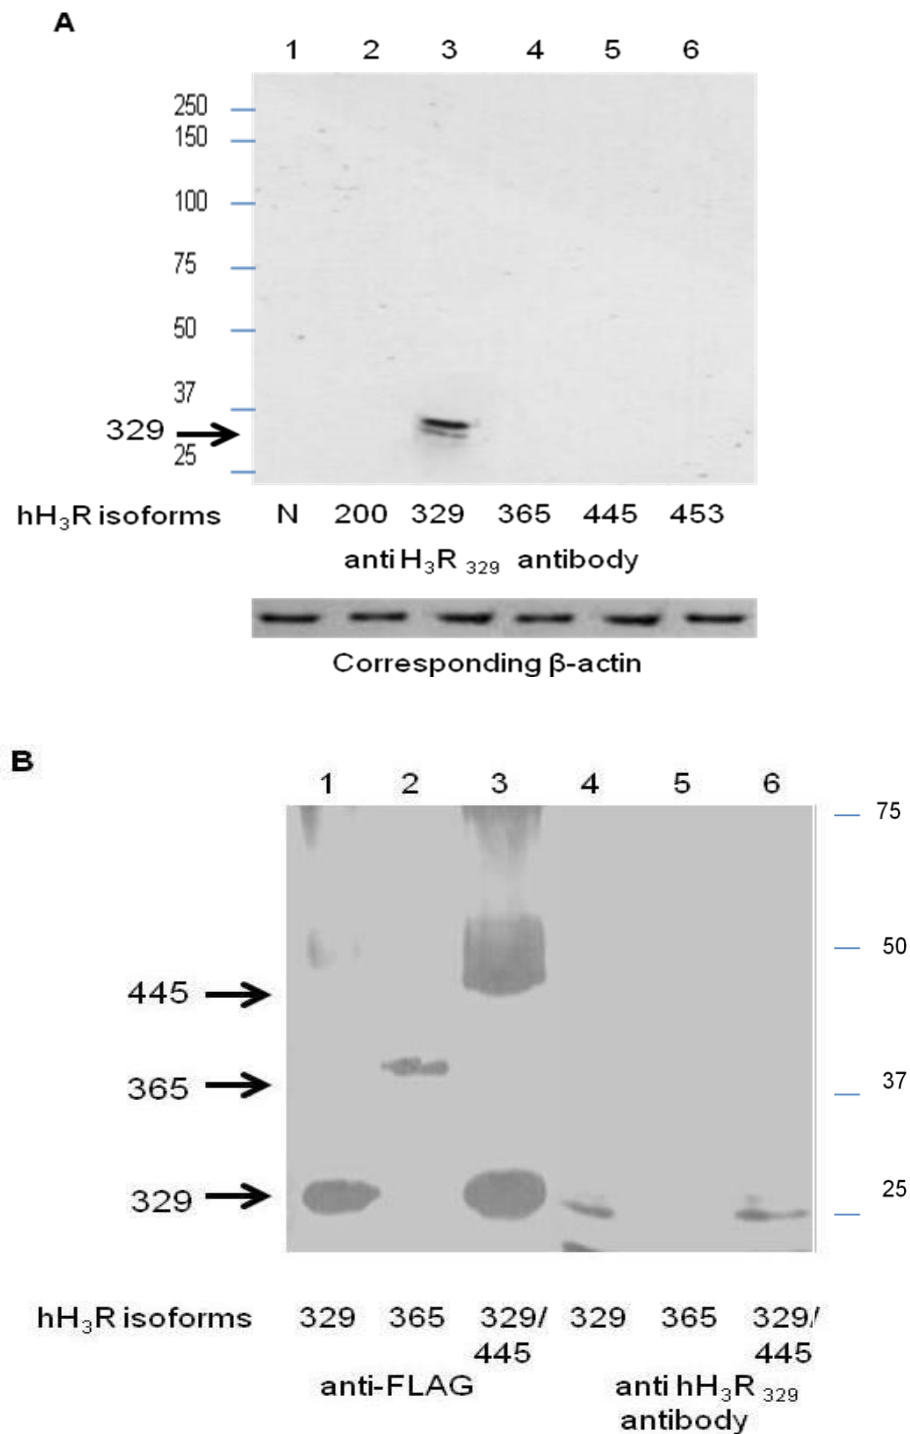 A
1 2 3 4 5 6
250
150
100
75
50
37
329
25
hH₃R isoforms N 200 329 365 445 453
anti H₃R ₃₂₉ antibody
Corresponding β-actin
B
1 2 3 4 5 6
75
50
445
37
365
25
329
hH₃R isoforms 329 365 329/ 329 365 329/
445 445
anti-FLAG anti hH₃R ₃₂₉
antibody